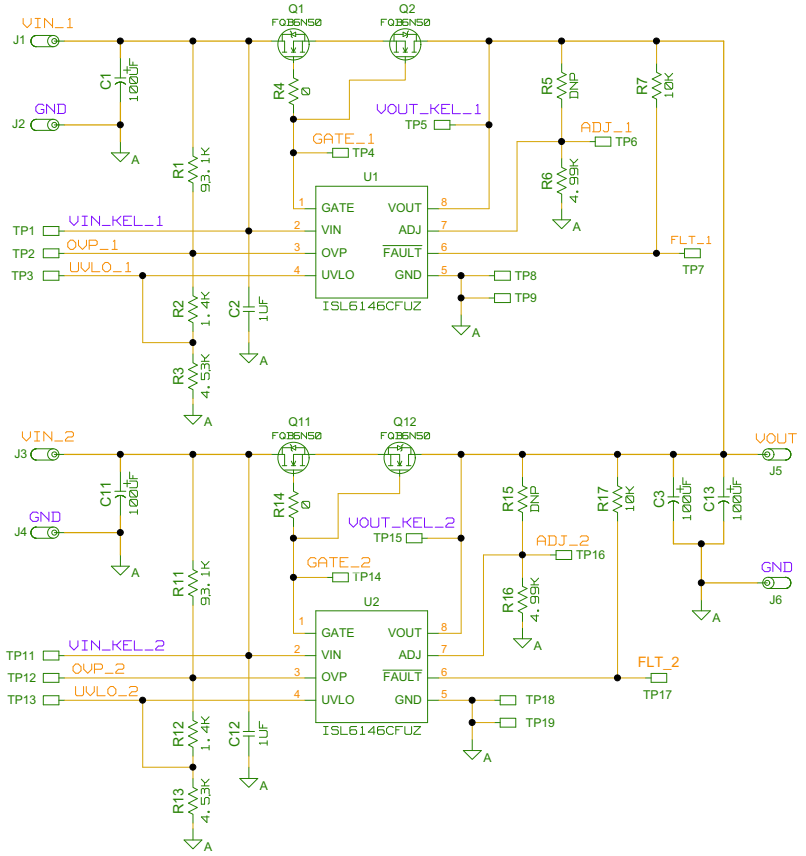 VIN_1
J1
Q1
FQB6N50
Q2
FQB6N50
C1
100UF
R4
0
R5
DNP
R7
10K
GND
J2
VOUT_KEL_1
TP5
ADJ_1
TP6
GATE_1
TP4
A
R1
93.1K
R6
4.99K
A
U1
1 GATE VOUT 8
2 VIN ADJ 7
3 OVP FAULT 6
4 UVLO GND 5
ISL6146CFUZ
TP1 VIN_KEL_1
TP2 OVP_1
TP3 UVLO_1
FLT_1
TP7
TP8
TP9
A
R2
1.4K
C2
1UF
A
R3
4.53K
A
VIN_2
J3
Q11
FQB6N50
Q12
FQB6N50
VOUT
J5
C11
100UF
R14
0
R15
DNP
R17
10K
C3
100UF
C13
100UF
GND
J4
VOUT_KEL_2
TP15
ADJ_2
TP16
GATE_2
TP14
A
R11
93.1K
R16
4.99K
A
GND
J6
A
U2
1 GATE VOUT 8
2 VIN ADJ 7
3 OVP FAULT 6
4 UVLO GND 5
ISL6146CFUZ
TP11 VIN_KEL_2
TP12 OVP_2
TP13 UVLO_2
FLT_2
TP17
TP18
TP19
A
R12
1.4K
C12
1UF
A
R13
4.53K
A